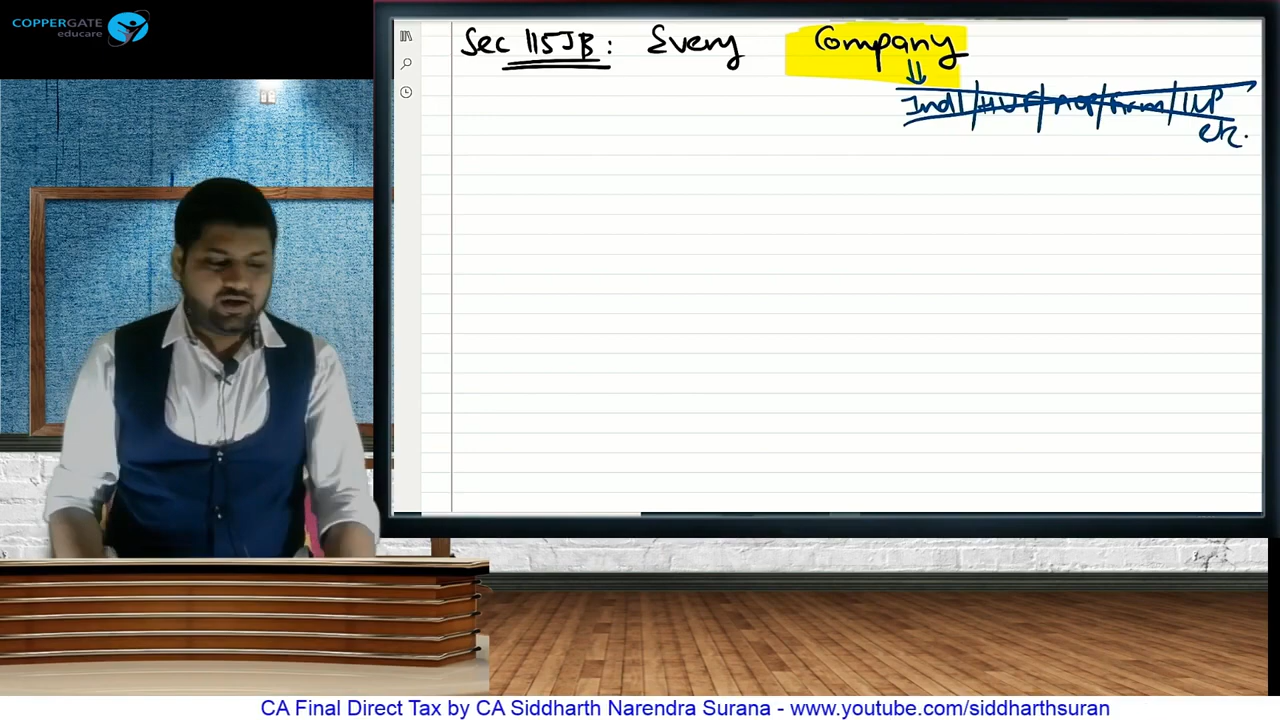 COPPERGATE
educare
Sec 115JB: Every Company
Indl/HUF/AOP/Firm/LLP
etc.
CA Final Direct Tax by CA Siddharth Narendra Surana - www.youtube.com/siddharthsuran